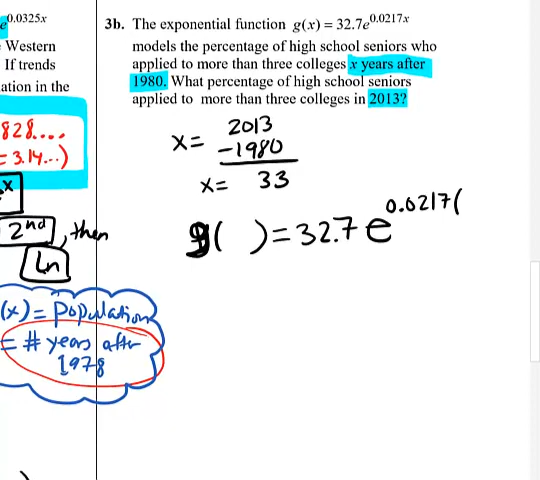 e^0.0325x
Western
If trends
ation in the
828....
= 3.14...)
x
2nd, then
Ln
(x) = population
= # years after
1978
3b. The exponential function g(x) = 32.7e^0.0217x
models the percentage of high school seniors who
applied to more than three colleges x years after
1980. What percentage of high school seniors
applied to more than three colleges in 2013?
x = 2013
-1980
x = 33
g( ) = 32.7 e^0.0217(